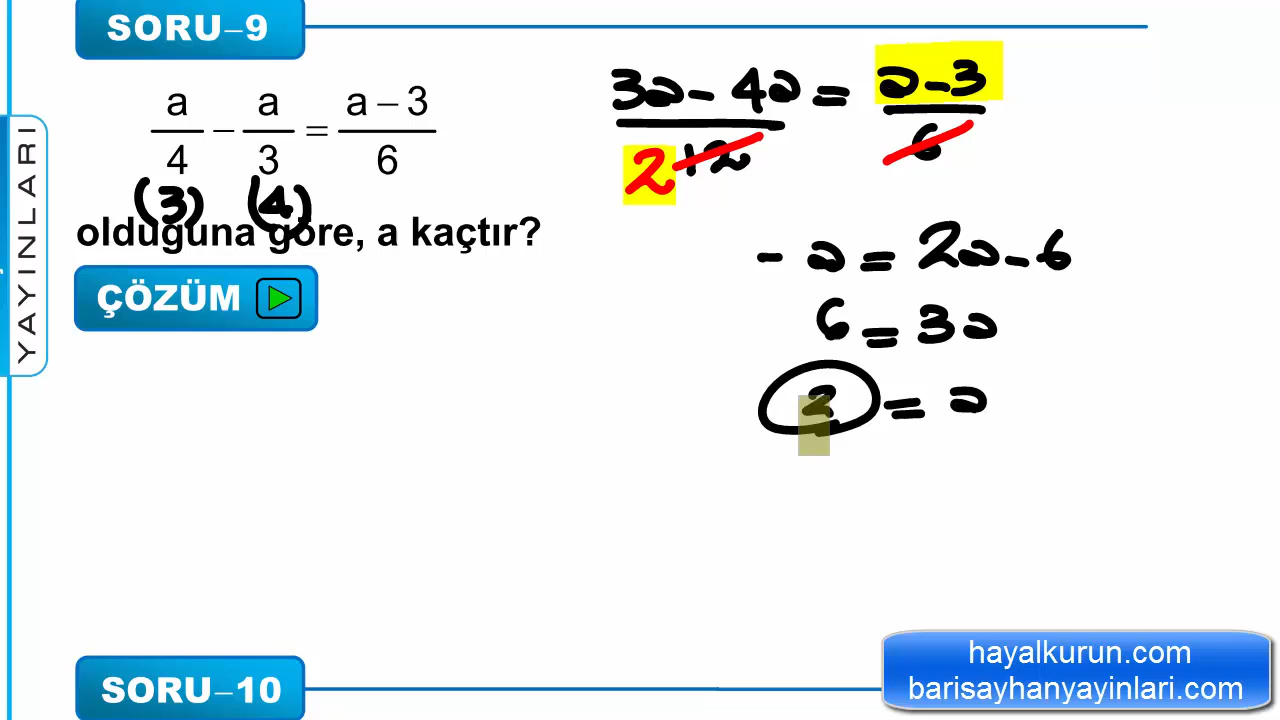 SORU–9
a/4 – a/3 = a – 3/6
(3) (4)
olduğuna göre, a kaçtır?
ÇÖZÜM
YAYINLARI
3a – 4a = a – 3
2 12 6
– a = 2a – 6
6 = 3a
2 = a
SORU–10
hayalkurun.com
barisayhanyayinlari.com